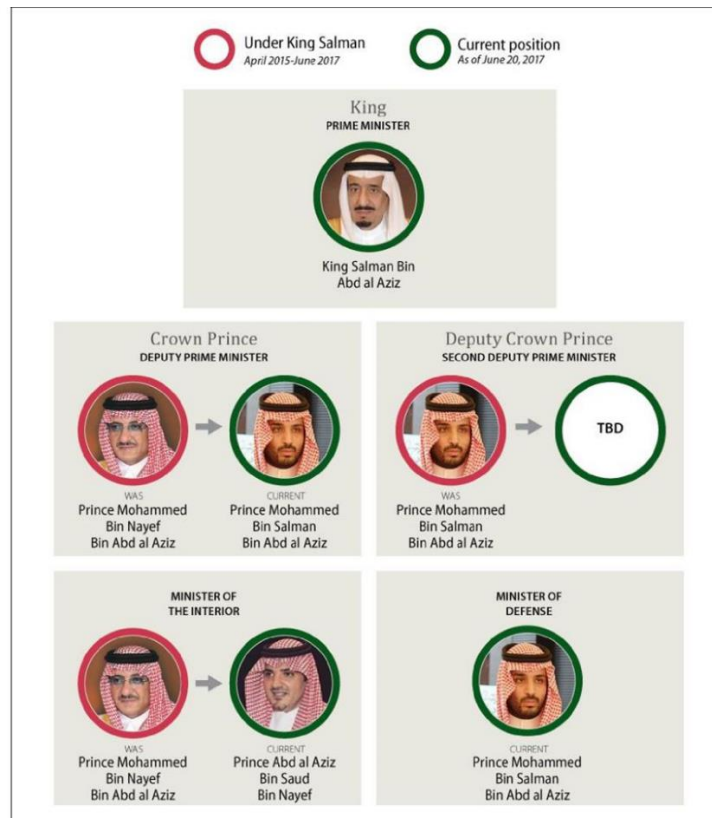 Under King Salman
April 2015-June 2017
Current position
As of June 20, 2017
King
PRIME MINISTER
King Salman Bin
Abd al Aziz
Crown Prince
DEPUTY PRIME MINISTER
WAS
Prince Mohammed
Bin Nayef
Bin Abd al Aziz
CURRENT
Prince Mohammed
Bin Salman
Bin Abd al Aziz
Deputy Crown Prince
SECOND DEPUTY PRIME MINISTER
WAS
Prince Mohammed
Bin Salman
Bin Abd al Aziz
TBD
MINISTER OF
THE INTERIOR
WAS
Prince Mohammed
Bin Nayef
Bin Abd al Aziz
CURRENT
Prince Abd al Aziz
Bin Saud
Bin Nayef
MINISTER OF
DEFENSE
CURRENT
Prince Mohammed
Bin Salman
Bin Abd al Aziz